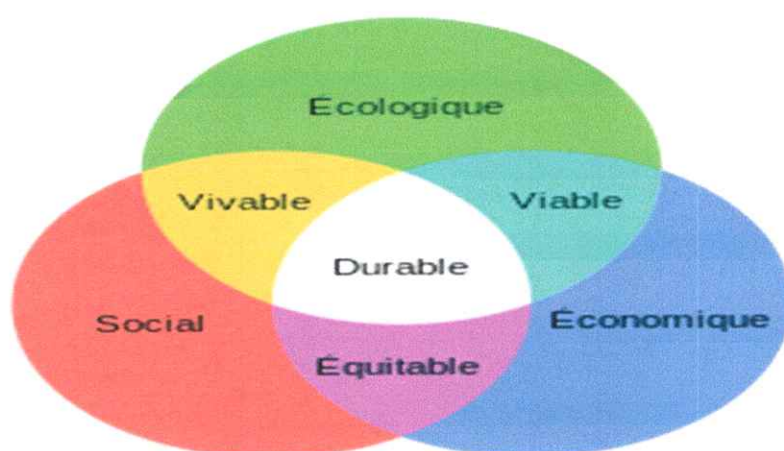 Écologique
Vivable
Viable
Durable
Social
Économique
Équitable